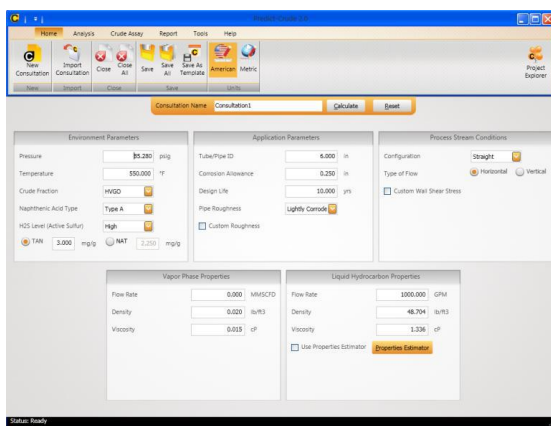 Predict-Crude 2.0
Home Analysis Crude Assay Report Tools Help
New Consultation
Import Consultation
Close
Close All
Save
Save All
Save As Template
American
Metric
Project Explorer
New Import Close Save Units
Consultation Name Consultation1 Calculate Reset
Environment Parameters
Pressure 85.280 psig
Temperature 550.000 °F
Crude Fraction HVGO
Naphthenic Acid Type Type A
H2S Level (Active Sulfur) High
TAN 3.000 mg/g NAT 2.250 mg/g
Application Parameters
Tube/Pipe ID 6.000 in
Corrosion Allowance 0.250 in
Design Life 10.000 yrs
Pipe Roughness Lightly Corrode
Custom Roughness
Process Stream Conditions
Configuration Straight
Type of Flow Horizontal Vertical
Custom Wall Shear Stress
Vapor Phase Properties
Flow Rate 0.000 MMSCFD
Density 0.020 lb/ft3
Viscosity 0.015 cP
Liquid Hydrocarbon Properties
Flow Rate 1000.000 GPM
Density 48.704 lb/ft3
Viscosity 1.336 cP
Use Properties Estimator Properties Estimator
Status: Ready